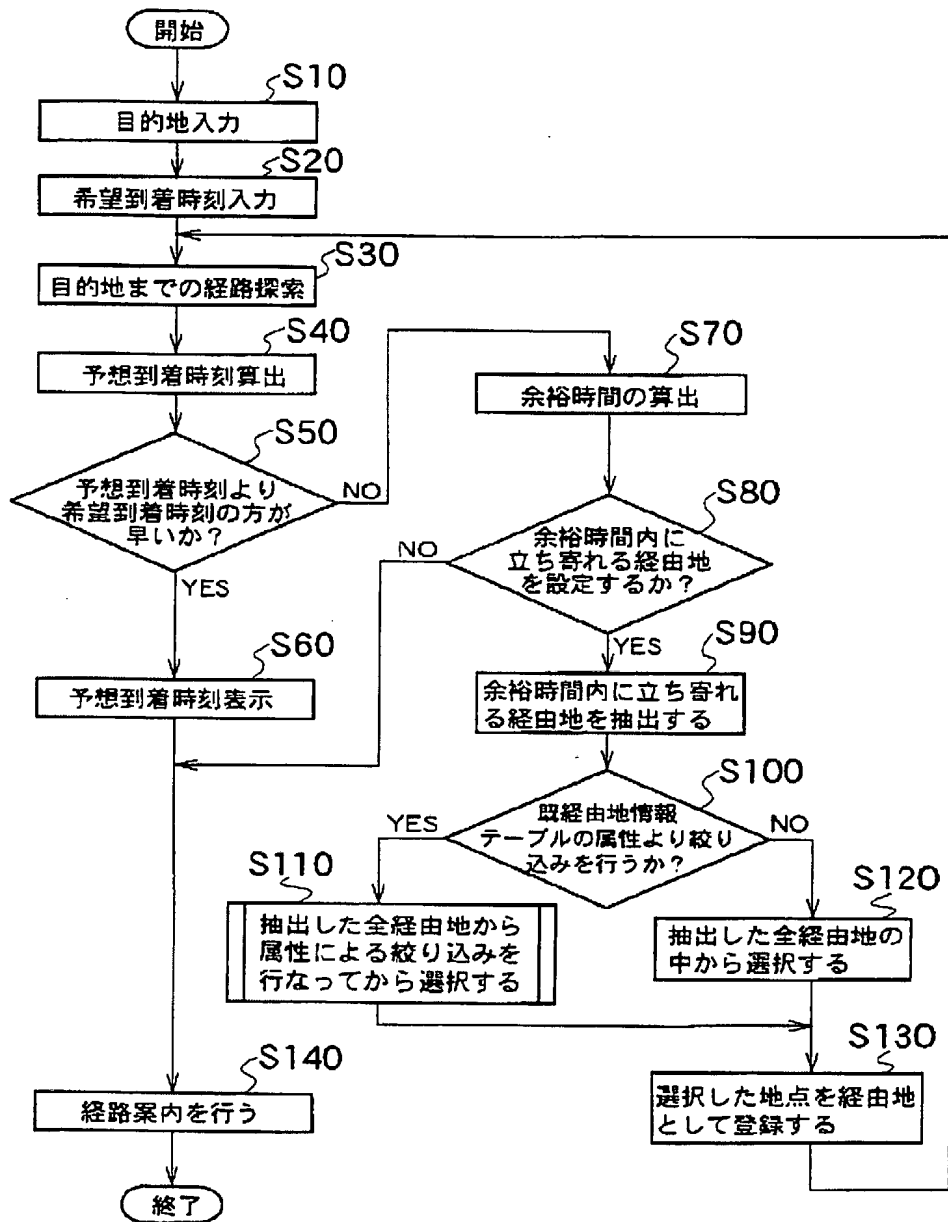 開始
S10
目的地入力
S20
希望到着時刻入力
S30
目的地までの経路探索
S40
予想到着時刻算出
S50
予想到着時刻より
希望到着時刻の方が
早いか?
NO
YES
S60
予想到着時刻表示
S70
余裕時間の算出
S80
余裕時間内に
立ち寄れる経由地
を設定するか?
NO
YES
S90
余裕時間内に立ち寄れ
る経由地を抽出する
S100
既経由地情報
テーブルの属性より絞り
込みを行うか?
YES
NO
S110
抽出した全経由地から
属性による絞り込みを
行なってから選択する
S120
抽出した全経由地の
中から選択する
S130
選択した地点を経由地
として登録する
S140
経路案内を行う
終了